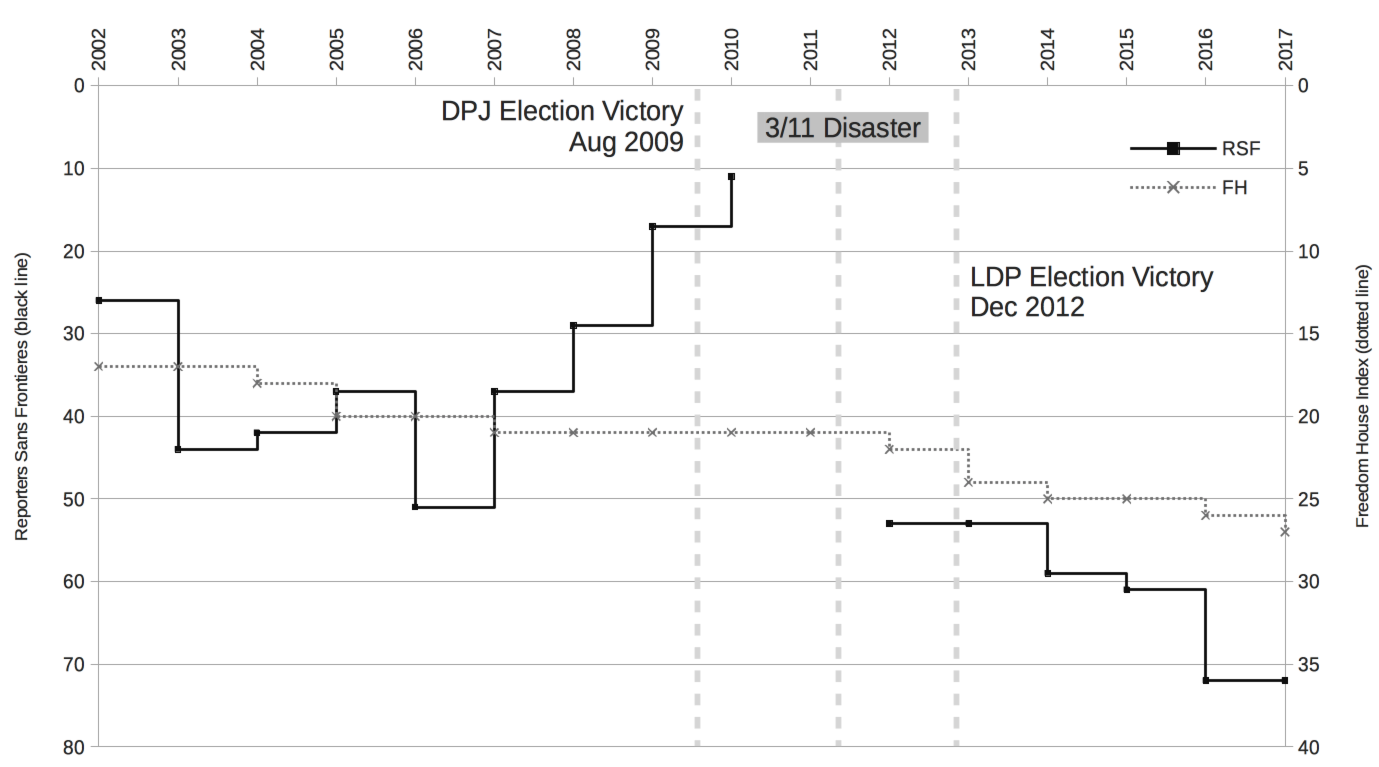 2002 2003 2004 2005 2006 2007 2008 2009 2010 2011 2012 2013 2014 2015 2016 2017
0 0
DPJ Election Victory
Aug 2009
3/11 Disaster
RSF
10 5
FH
20 10
LDP Election Victory
Dec 2012
30 15
40 20
50 25
60 30
70 35
80 40
Reporters Sans Frontieres (black line)
Freedom House Index (dotted line)